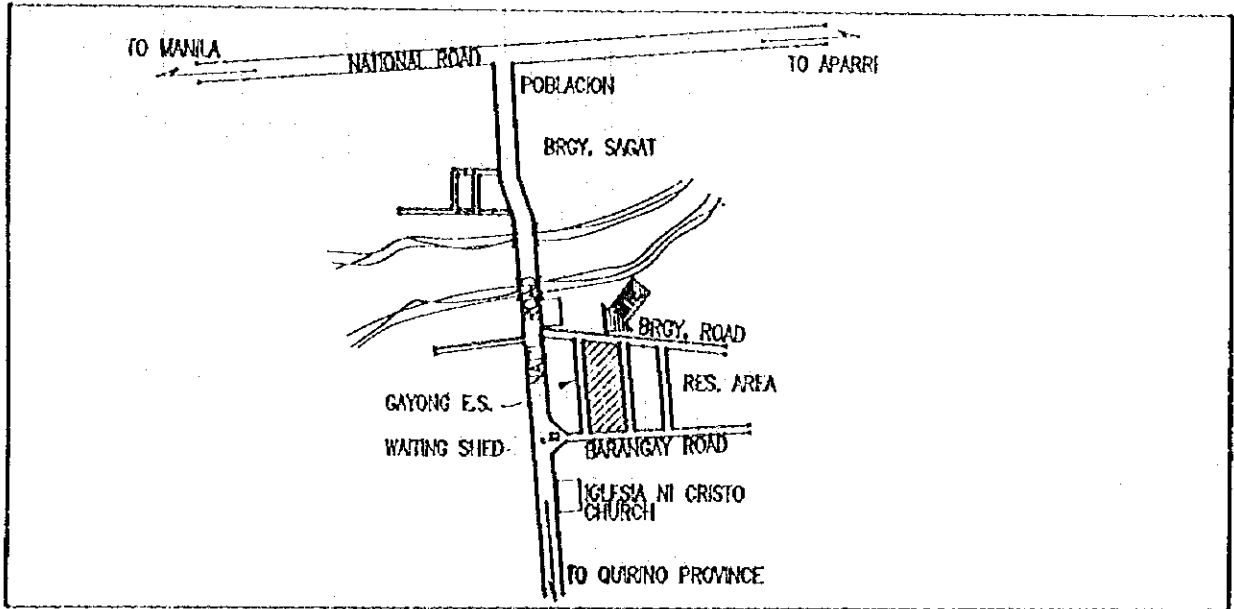 TO MANILA
NATIONAL ROAD
TO APARRI
POBLACION
BRGY. SAGAT
BRGY. ROAD
RES. AREA
GAYONG E.S.
WAITING SHED
BARANGAY ROAD
IGLESIA NI CRISTO
CHURCH
TO QUIRINO PROVINCE